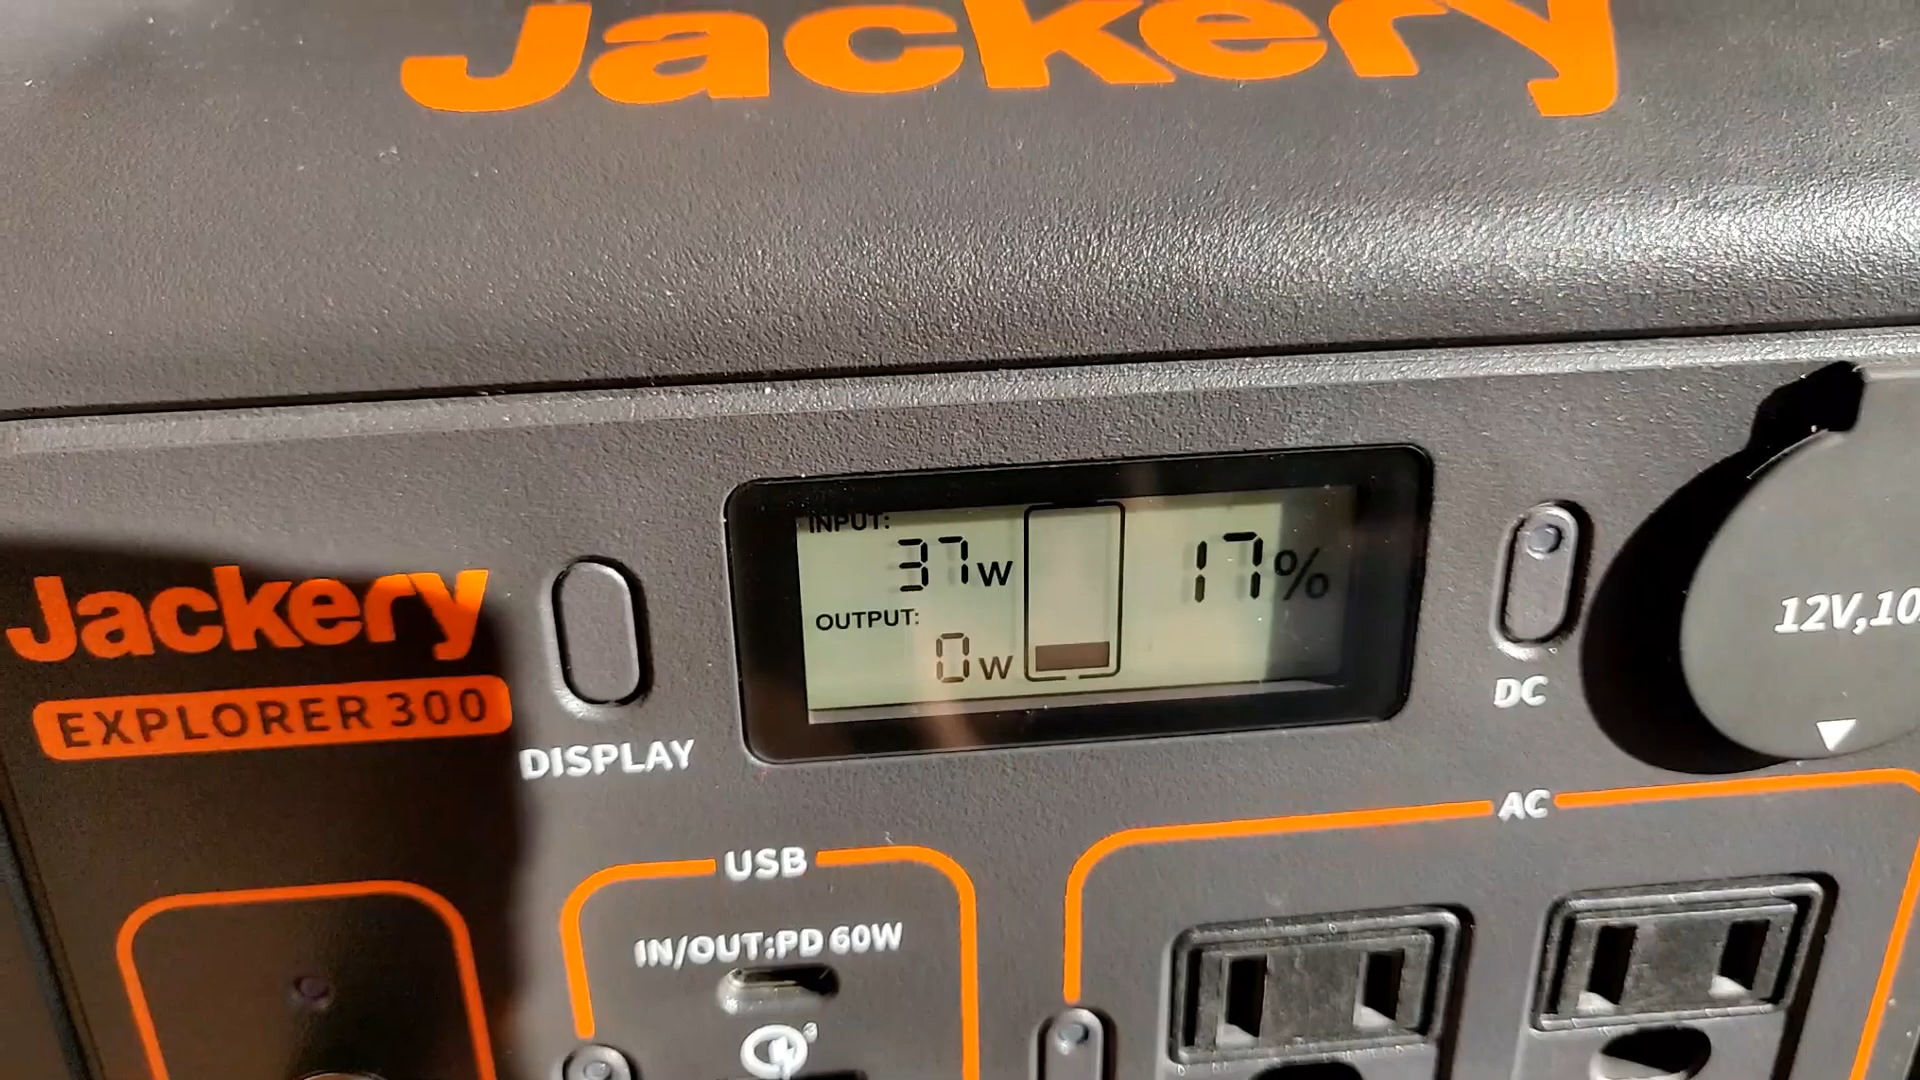 Jackery
INPUT:
37W
17%
OUTPUT:
0W
Jackery
EXPLORER 300
DISPLAY
DC
12V,10
AC
USB
IN/OUT:PD 60W
3